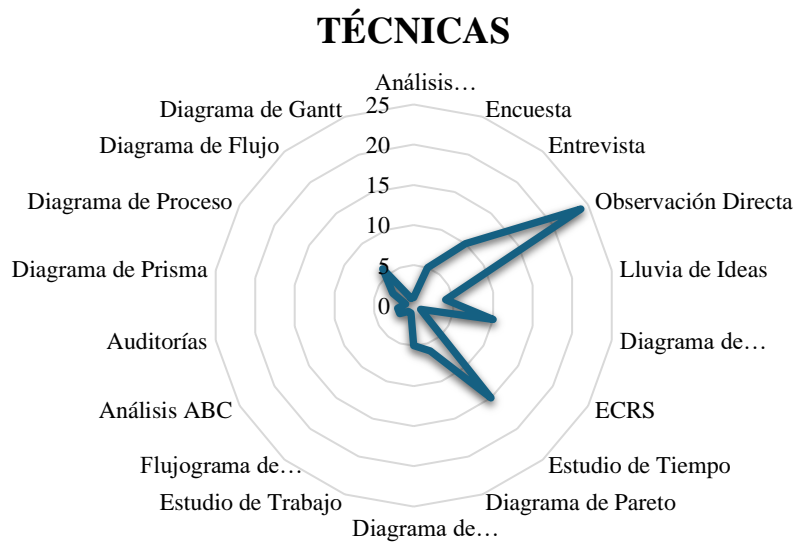 TÉCNICAS
Análisis…
Encuesta
Entrevista
Observación Directa
Lluvia de Ideas
Diagrama de…
ECRS
Estudio de Tiempo
Diagrama de Pareto
Diagrama de…
Estudio de Trabajo
Flujograma de…
Análisis ABC
Auditorías
Diagrama de Prisma
Diagrama de Proceso
Diagrama de Flujo
Diagrama de Gantt
25
20
15
10
5
0